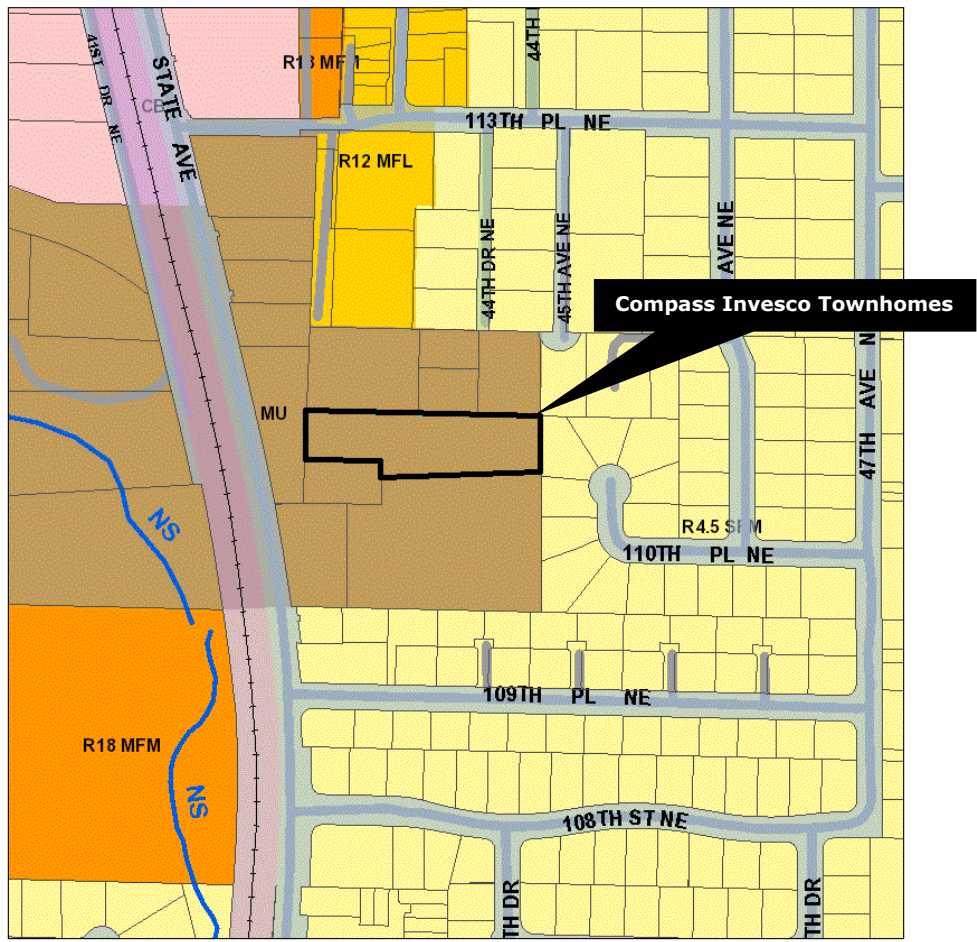 44TH
R18 MFM
41ST DR NE
STATE AVE
CB
113TH PL NE
R12 MFL
44TH DR NE
45TH AVE NE
AVE NE
Compass Invesco Townhomes
47TH AVE N
MU
NS
R4.5 SFM
110TH PL NE
109TH PL NE
R18 MFM
NS
108TH ST NE
TH DR
TH DR